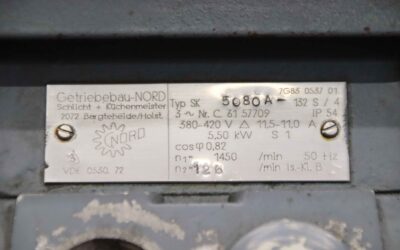 7G85 0537 01
Getriebebau-NORD
Schlicht + Küchenmeister
2072 Bargteheide/Holst.
Typ SK 5080A- 132 S / 4
3 ~ Nr. C 61 57709 IP 54
380-420 V △ 11,5-11,0 A
5,50 kW S 1
cos φ 0,82
n₁= 1450 /min 50 Hz
n₂= 128 /min Is.-Kl. B
NORD
VDE 0530. 72